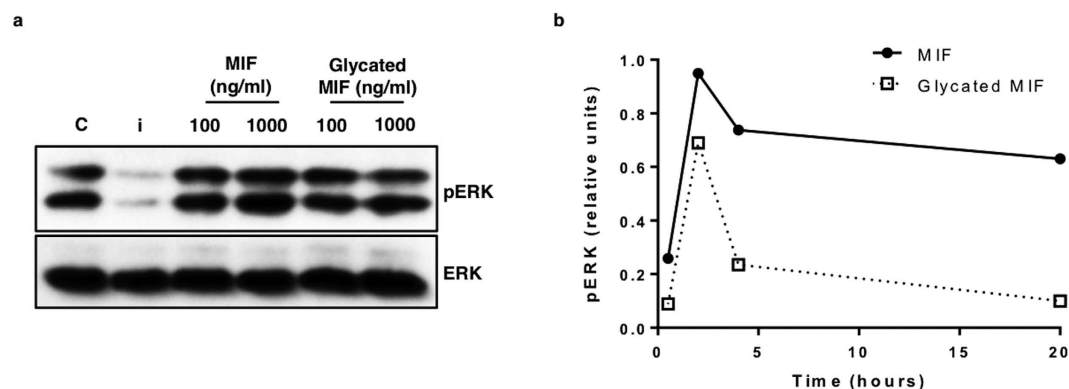 a
MIF
(ng/ml)
Glycated
MIF (ng/ml)
C i 100 1000 100 1000
pERK
ERK
b
MIF
Glycated MIF
pERK (relative units)
1.0
0.8
0.6
0.4
0.2
0.0
0 5 10 15 20
Time (hours)